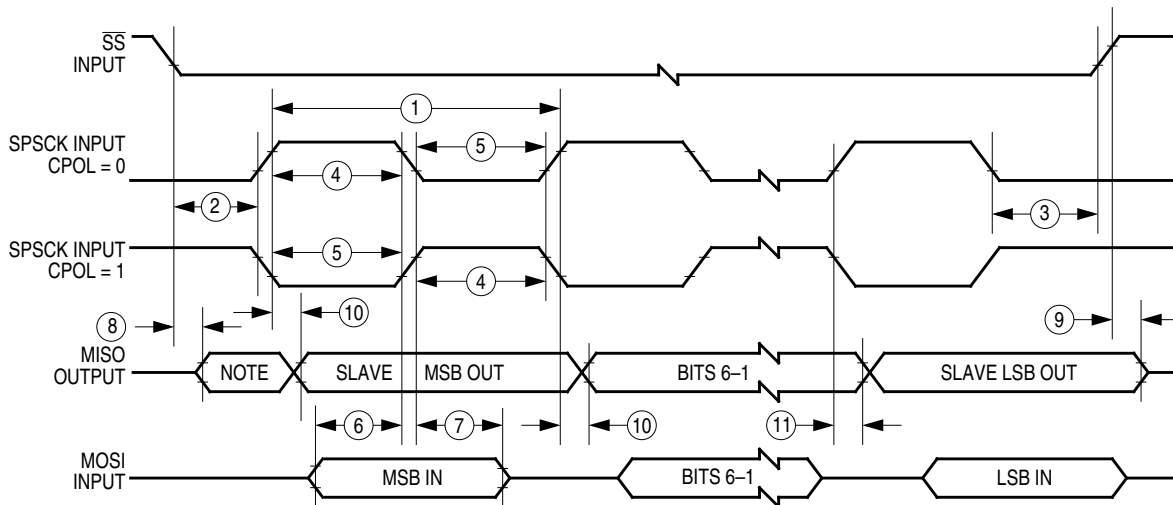 SS
INPUT
1
SPSCK INPUT
CPOL = 0
5
4
2
3
SPSCK INPUT
CPOL = 1
5
4
8
10
9
MISO
OUTPUT
NOTE
SLAVE
MSB OUT
BITS 6–1
SLAVE LSB OUT
6
7
10
11
MOSI
INPUT
MSB IN
BITS 6–1
LSB IN